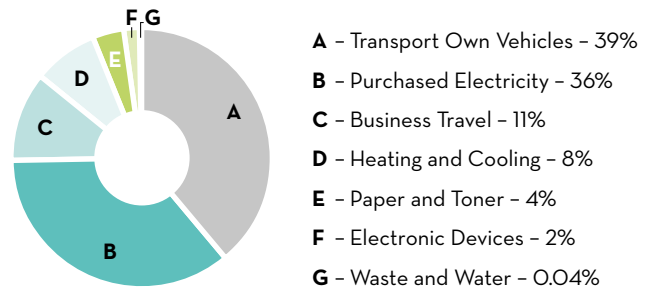 F G
A – Transport Own Vehicles – 39%
E
D
B – Purchased Electricity – 36%
A
C
C – Business Travel – 11%
D – Heating and Cooling – 8%
E – Paper and Toner – 4%
B
F – Electronic Devices – 2%
G – Waste and Water – 0.04%